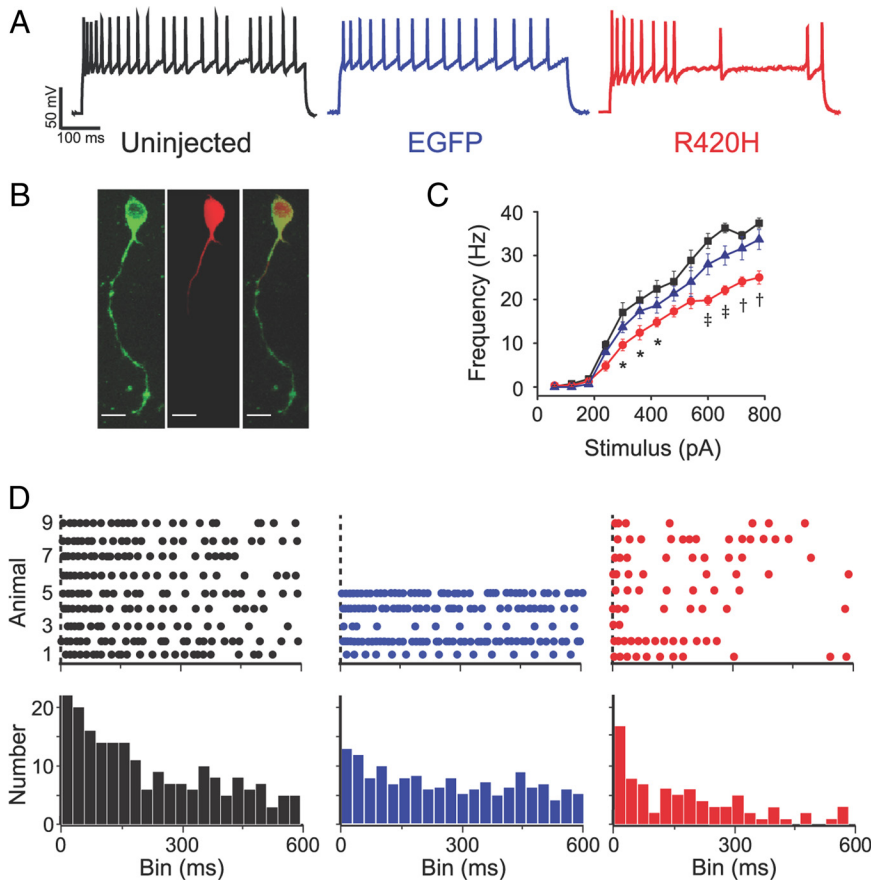 A
50 mV
100 ms
Uninjected
EGFP
R420H
B
C
Frequency (Hz)
40
30
20
10
0
* * *
‡ ‡ † †
0 200 400 600 800
Stimulus (pA)
D
Animal
9
7
5
3
1
Number
20
10
0
0 300 600
0 300 600
0 300 600
Bin (ms)
Bin (ms)
Bin (ms)